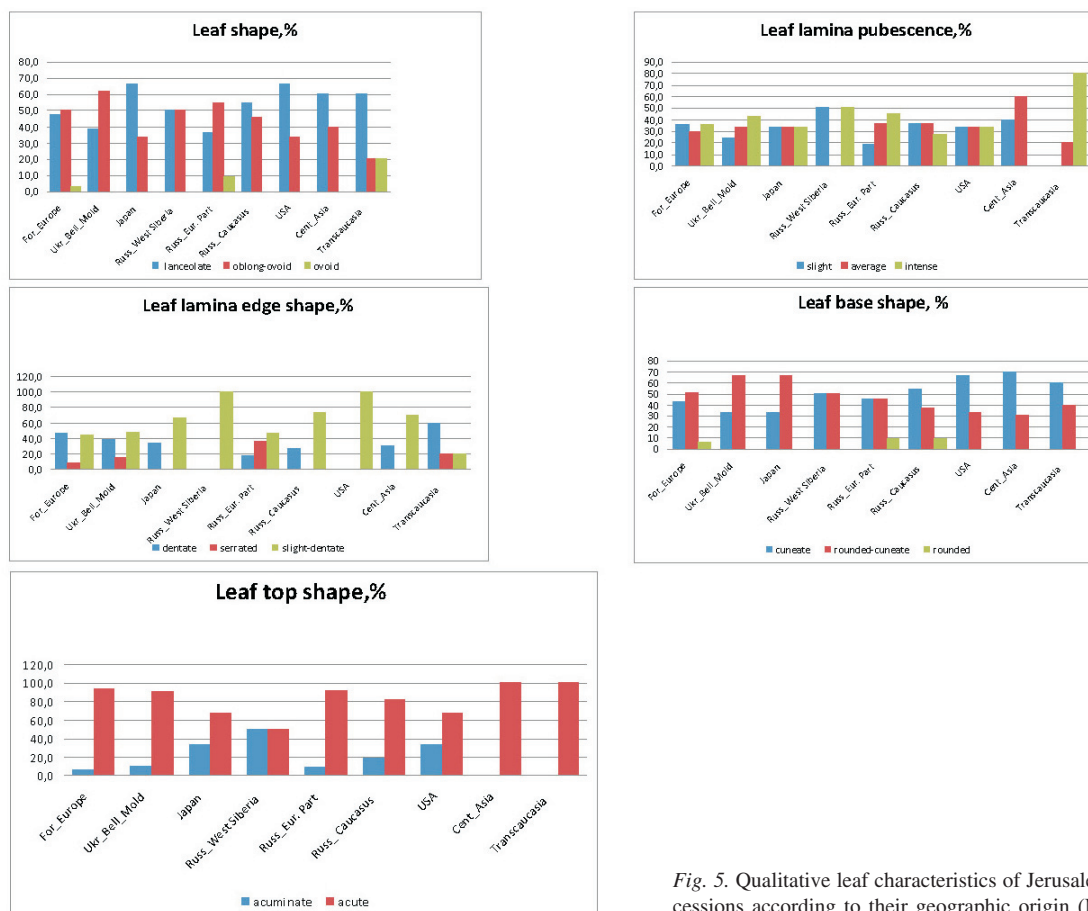 Leaf shape,%
80,0
70,0
60,0
50,0
40,0
30,0
20,0
10,0
0,0
For_Europe
Ukr_Bell_Mold
Japan
Russ_West Siberia
Russ_Eur. Part
Russ_Caucasus
USA
Cent_Asia
Transcaucasia
lanceolate oblong-ovoid ovoid
Leaf lamina pubescence,%
90,0
80,0
70,0
60,0
50,0
40,0
30,0
20,0
10,0
0,0
For_Europe
Ukr_Bell_Mold
Japan
Russ_West Siberia
Russ_Eur. Part
Russ_Caucasus
USA
Cent_Asia
Transcaucasia
slight average intense
Leaf lamina edge shape,%
120,0
100,0
80,0
60,0
40,0
20,0
0,0
For_Europe
Ukr_Bell_Mold
Japan
Russ_West Siberia
Russ_Eur. Part
Russ_Caucasus
USA
Cent_Asia
Transcaucasia
dentate serrated slight-dentate
Leaf base shape, %
80
70
60
50
40
30
20
10
0
For_Europe
Ukr_Bell_Mold
Japan
Russ_West Siberia
Russ_Eur. Part
Russ_Caucasus
USA
Cent_Asia
Transcaucasia
cuneate rounded-cuneate rounded
Leaf top shape,%
120,0
100,0
80,0
60,0
40,0
20,0
0,0
For_Europe
Ukr_Bell_Mold
Japan
Russ_West Siberia
Russ_Eur. Part
Russ_Caucasus
USA
Cent_Asia
Transcaucasia
acuminate acute
Fig. 5. Qualitative leaf characteristics of Jerusale
cessions according to their geographic origin (